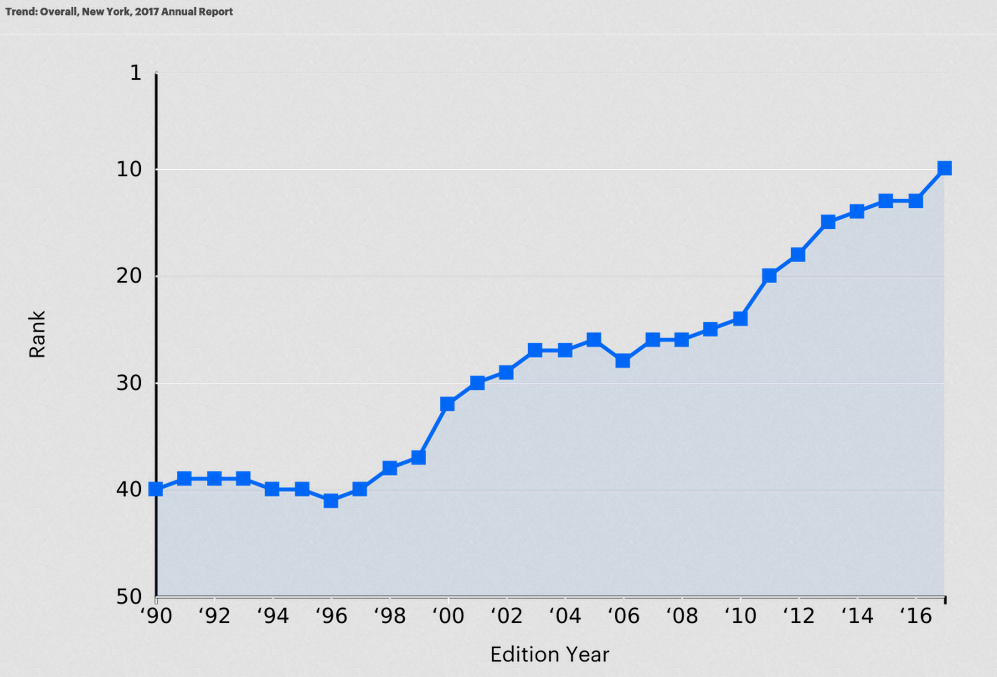 Trend: Overall, New York, 2017 Annual Report
1
10
20
30
40
50
Rank
‘90 ‘92 ‘94 ‘96 ‘98 ‘00 ‘02 ‘04 ‘06 ‘08 ‘10 ‘12 ‘14 ‘16
Edition Year